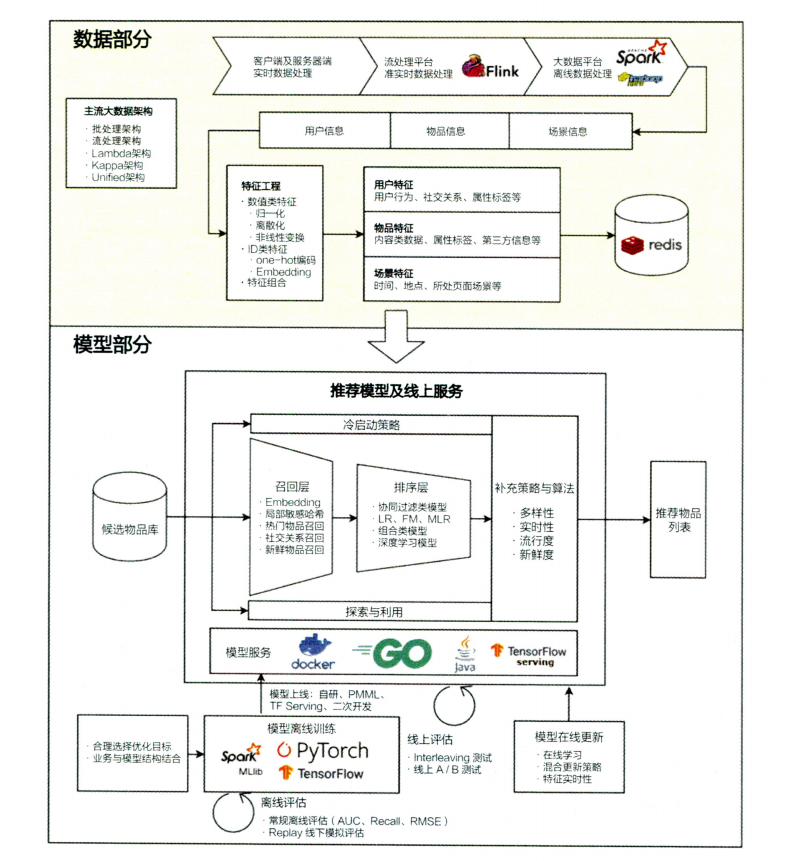 数据部分
客户端及服务器端
实时数据处理
流处理平台
准实时数据处理
Flink
大数据平台
离线数据处理
APACHE
Spark
hadoop
主流大数据架构
· 批处理架构
· 流处理架构
· Lambda架构
· Kappa架构
· Unified架构
用户信息
物品信息
场景信息
特征工程
· 数值类特征
· 归一化
· 离散化
· 非线性变换
· ID类特征
· one-hot编码
· Embedding
· 特征组合
用户特征
用户行为、社交关系、属性标签等
物品特征
内容类数据、属性标签、第三方信息等
场景特征
时间、地点、所处页面场景等
redis
模型部分
推荐模型及线上服务
冷启动策略
候选物品库
召回层
· Embedding
· 局部敏感哈希
· 热门物品召回
· 社交关系召回
· 新鲜物品召回
排序层
· 协同过滤类模型
· LR、FM、MLR
· 组合类模型
· 深度学习模型
补充策略与算法
· 多样性
· 实时性
· 流行度
· 新鲜度
推荐物品
列表
探索与利用
模型服务
docker
GO
java
TensorFlow
serving
模型上线：自研、PMML、
TF Serving、二次开发
· 合理选择优化目标
· 业务与模型结构结合
模型离线训练
Spark
MLlib
PyTorch
TensorFlow
线上评估
· Interleaving 测试
· 线上 A / B 测试
模型在线更新
· 在线学习
· 混合更新策略
· 特征实时性
离线评估
· 常规离线评估（AUC、Recall、RMSE）
· Replay 线下模拟评估